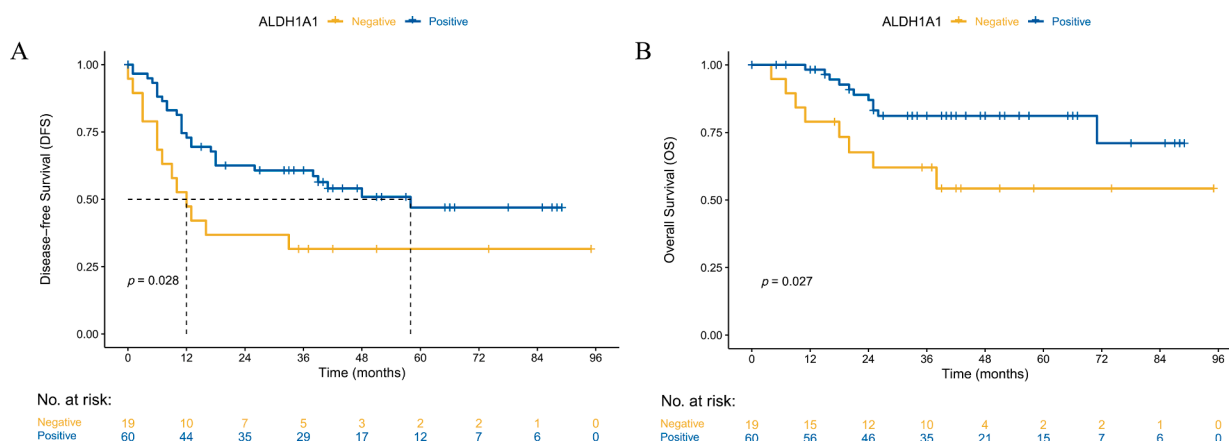 ALDH1A1 Negative Positive
A
Disease-free Survival (DFS)
1.00
0.75
0.50
0.25
0.00
p = 0.028
0 12 24 36 48 60 72 84 96
Time (months)
No. at risk:
Negative 19 10 7 5 3 2 2 1 0
Positive 60 44 35 29 17 12 7 6 0
ALDH1A1 Negative Positive
B
Overall Survival (OS)
1.00
0.75
0.50
0.25
0.00
p = 0.027
0 12 24 36 48 60 72 84 96
Time (months)
No. at risk:
Negative 19 15 12 10 4 2 2 1 0
Positive 60 56 46 35 21 15 7 6 0